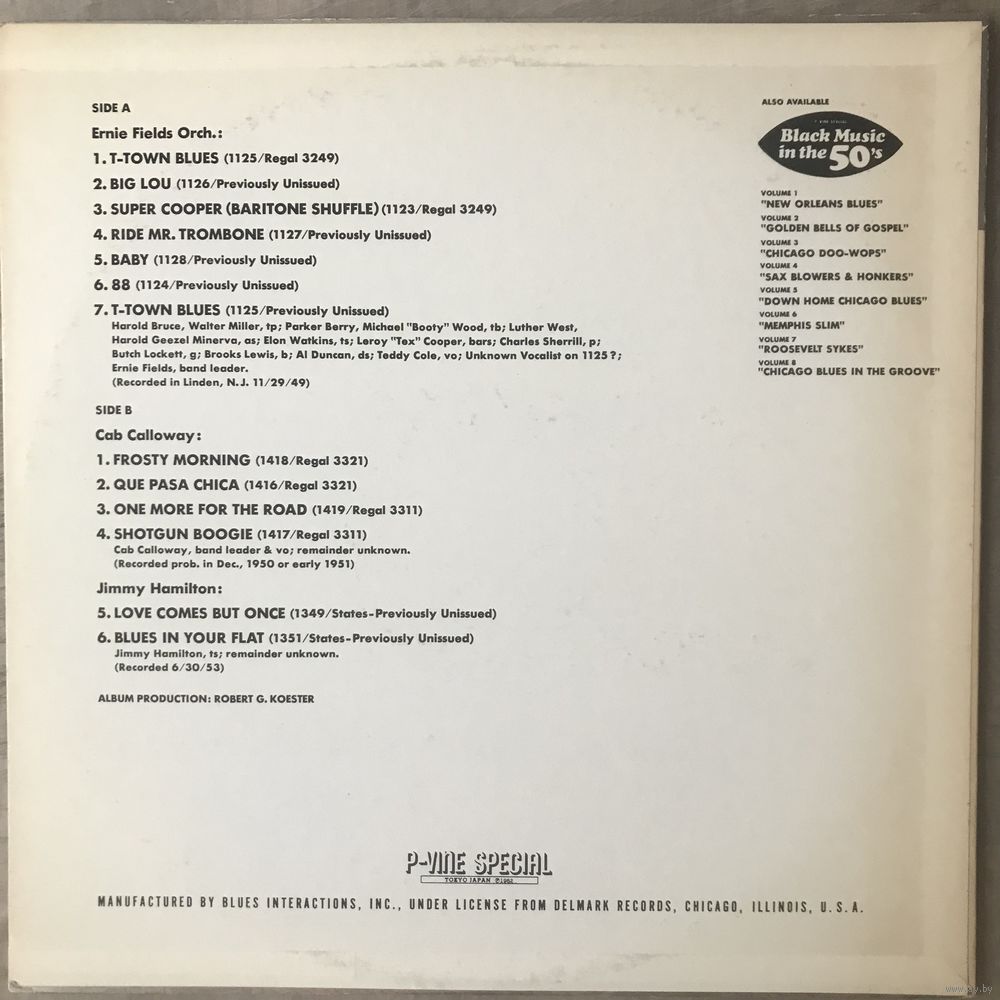 SIDE A
Ernie Fields Orch.:
1. T-TOWN BLUES (1125/Regal 3249)
2. BIG LOU (1126/Previously Unissued)
3. SUPER COOPER (BARITONE SHUFFLE) (1123/Regal 3249)
4. RIDE MR. TROMBONE (1127/Previously Unissued)
5. BABY (1128/Previously Unissued)
6. 88 (1124/Previously Unissued)
7. T-TOWN BLUES (1125/Previously Unissued)
Harold Bruce, Walter Miller, tp; Parker Berry, Michael "Booty" Wood, tb; Luther West,
Harold Geezel Minerva, as; Elon Watkins, ts; Leroy "Tex" Cooper, bars; Charles Sherrill, p;
Butch Lockett, g; Brooks Lewis, b; Al Duncan, ds; Teddy Cole, vo; Unknown Vocalist on 1125?;
Ernie Fields, band leader.
(Recorded in Linden, N.J. 11/29/49)
SIDE B
Cab Calloway:
1. FROSTY MORNING (1418/Regal 3321)
2. QUE PASA CHICA (1416/Regal 3321)
3. ONE MORE FOR THE ROAD (1419/Regal 3311)
4. SHOTGUN BOOGIE (1417/Regal 3311)
Cab Calloway, band leader & vo; remainder unknown.
(Recorded prob. in Dec., 1950 or early 1951)
Jimmy Hamilton:
5. LOVE COMES BUT ONCE (1349/States-Previously Unissued)
6. BLUES IN YOUR FLAT (1351/States-Previously Unissued)
Jimmy Hamilton, ts; remainder unknown.
(Recorded 6/30/53)
ALBUM PRODUCTION: ROBERT G. KOESTER
ALSO AVAILABLE
P-VINE SPECIAL
Black Music
in the 50's
VOLUME 1
"NEW ORLEANS BLUES"
VOLUME 2
"GOLDEN BELLS OF GOSPEL"
VOLUME 3
"CHICAGO DOO-WOPS"
VOLUME 4
"SAX BLOWERS & HONKERS"
VOLUME 5
"DOWN HOME CHICAGO BLUES"
VOLUME 6
"MEMPHIS SLIM"
VOLUME 7
"ROOSEVELT SYKES"
VOLUME 8
"CHICAGO BLUES IN THE GROOVE"
P-VINE SPECIAL
TOKYO JAPAN ℗1982
MANUFACTURED BY BLUES INTERACTIONS, INC., UNDER LICENSE FROM DELMARK RECORDS, CHICAGO, ILLINOIS, U.S.A.